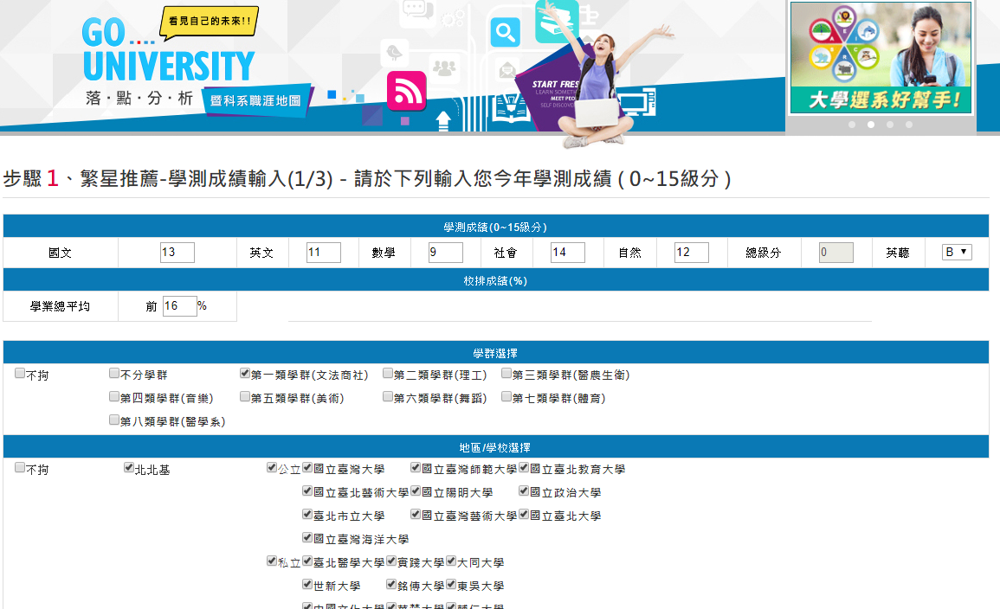 看見自己的未來!!
GO....
UNIVERSITY
落・點・分・析 暨科系職涯地圖
START FRES
LEARN SOMETH
MEET PEO
SELF DISCOVE
大學選系好幫手!
步驟 1、繁星推薦-學測成績輸入(1/3) - 請於下列輸入您今年學測成績 ( 0~15級分 )
學測成績(0~15級分)
國文 13 英文 11 數學 9 社會 14 自然 12 總級分 0 英聽 B
校排成績(%)
學業總平均 前 16 %
學群選擇
不拘 不分學群 第一類學群(文法商社) 第二類學群(理工) 第三類學群(醫農生衛)
第四類學群(音樂) 第五類學群(美術) 第六類學群(舞蹈) 第七類學群(體育)
第八類學群(醫學系)
地區/學校選擇
不拘 北北基 公立 國立臺灣大學 國立臺灣師範大學 國立臺北教育大學
國立臺北藝術大學 國立陽明大學 國立政治大學
臺北市立大學 國立臺灣藝術大學 國立臺北大學
國立臺灣海洋大學
私立 臺北醫學大學 實踐大學 大同大學
世新大學 銘傳大學 東吳大學
中國文化大學 華梵大學 輔仁大學